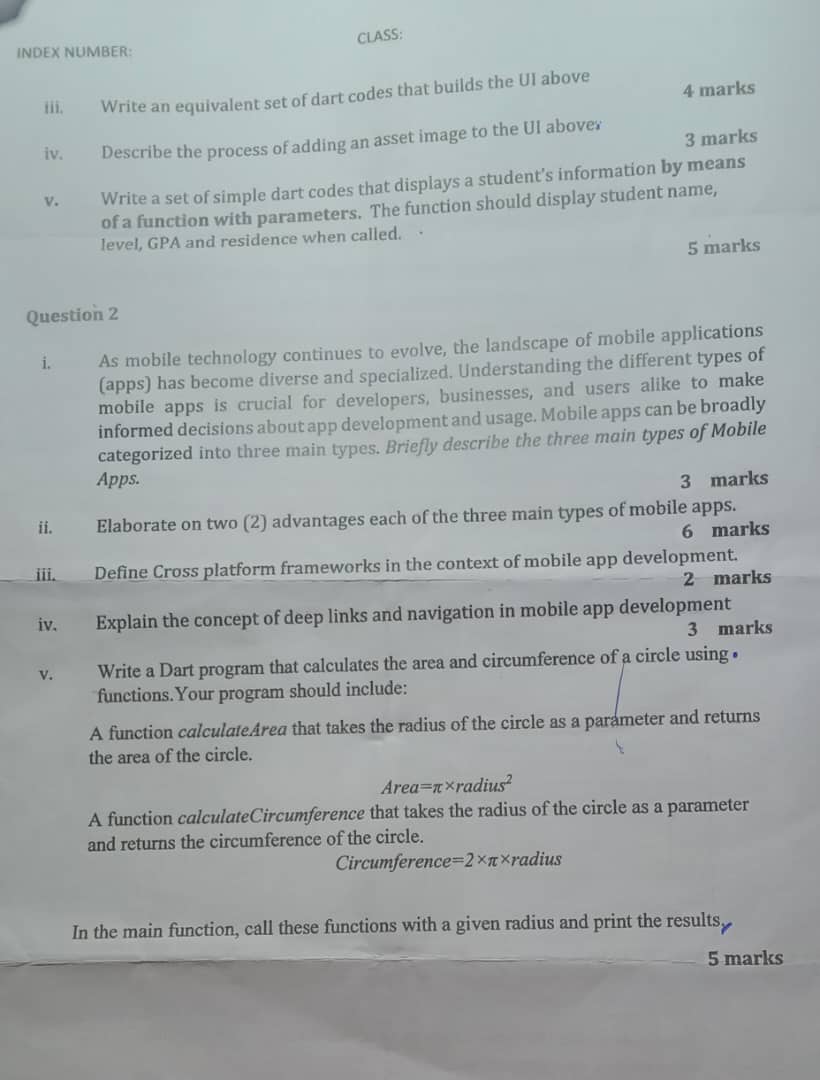 CLASS:
INDEX NUMBER:
iii. Write an equivalent set of dart codes that builds the UI above
4 marks
iv. Describe the process of adding an asset image to the UI above.
3 marks
v. Write a set of simple dart codes that displays a student's information by means
of a function with parameters. The function should display student name,
level, GPA and residence when called.
5 marks
Question 2
i. As mobile technology continues to evolve, the landscape of mobile applications
(apps) has become diverse and specialized. Understanding the different types of
mobile apps is crucial for developers, businesses, and users alike to make
informed decisions about app development and usage. Mobile apps can be broadly
categorized into three main types. Briefly describe the three main types of Mobile
Apps.
3 marks
ii. Elaborate on two (2) advantages each of the three main types of mobile apps.
6 marks
iii. Define Cross platform frameworks in the context of mobile app development.
2 marks
iv. Explain the concept of deep links and navigation in mobile app development
3 marks
v. Write a Dart program that calculates the area and circumference of a circle using
functions.Your program should include:
A function calculateArea that takes the radius of the circle as a parameter and returns
the area of the circle.
Area=π×radius²
A function calculateCircumference that takes the radius of the circle as a parameter
and returns the circumference of the circle.
Circumference=2×π×radius
In the main function, call these functions with a given radius and print the results.
5 marks